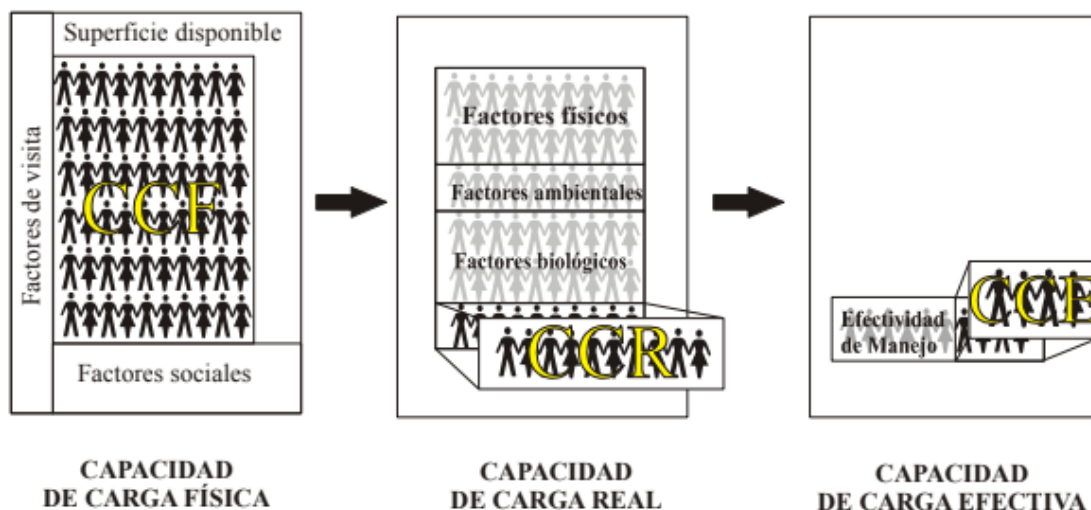 Superficie disponible
Factores de visita
CCF
Factores sociales
CAPACIDAD
DE CARGA FÍSICA
Factores físicos
Factores ambientales
Factores biológicos
CCR
CAPACIDAD
DE CARGA REAL
Efectividad
de Manejo
CCE
CAPACIDAD
DE CARGA EFECTIVA